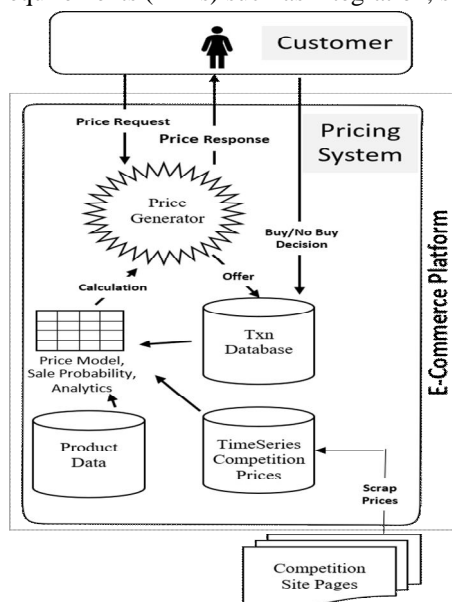 Customer
Price Request
Price Response
Pricing
System
Price
Generator
Buy/No Buy
Decision
Calculation
Offer
Txn
Database
Price Model,
Sale Probability,
Analytics
Product
Data
TimeSeries
Competition
Prices
E-Commerce Platform
Scrap
Prices
Competition
Site Pages